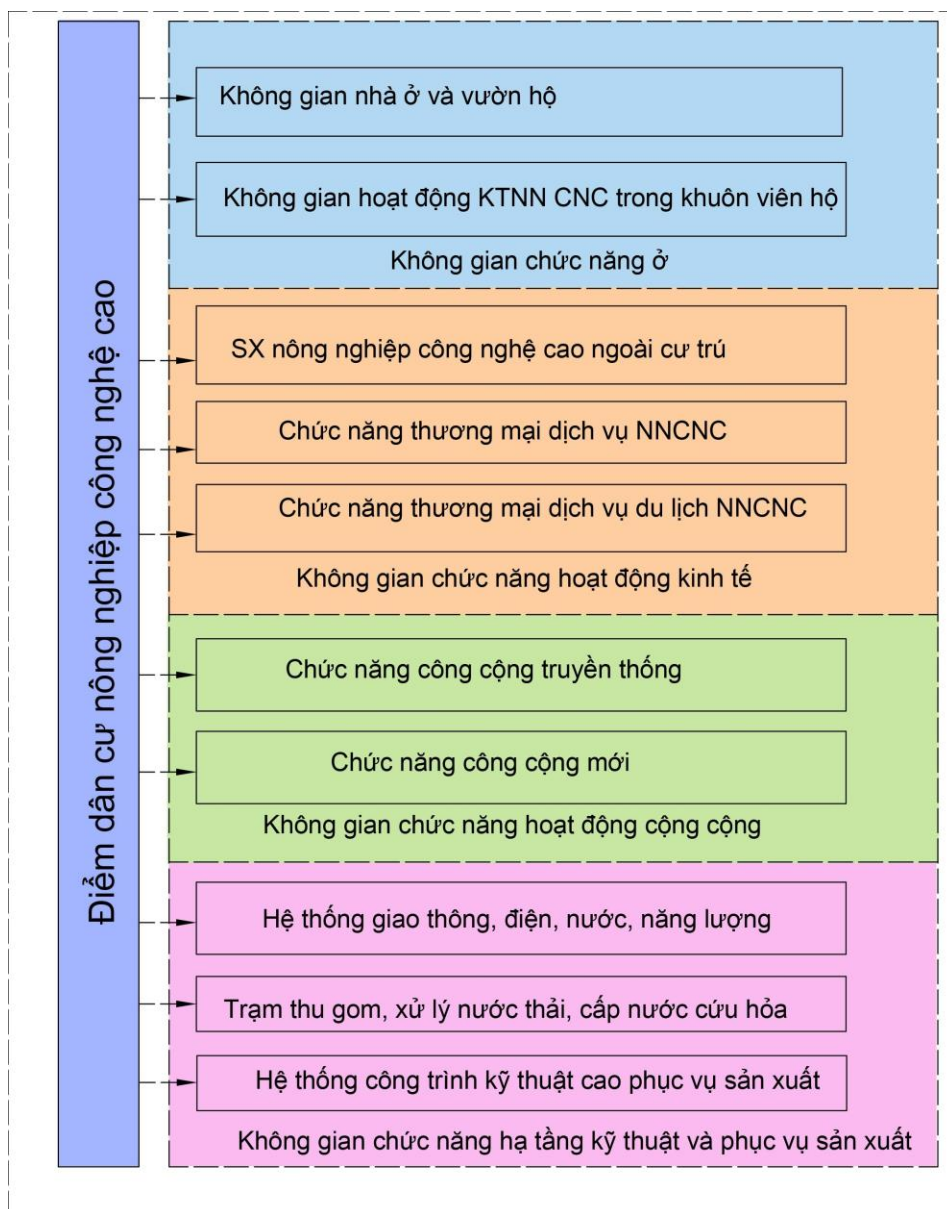 Điểm dân cư nông nghiệp công nghệ cao
Không gian nhà ở và vườn hộ
Không gian hoạt động KTNN CNC trong khuôn viên hộ
Không gian chức năng ở
SX nông nghiệp công nghệ cao ngoài cư trú
Chức năng thương mại dịch vụ NNCNC
Chức năng thương mại dịch vụ du lịch NNCNC
Không gian chức năng hoạt động kinh tế
Chức năng công cộng truyền thống
Chức năng công cộng mới
Không gian chức năng hoạt động cộng cộng
Hệ thống giao thông, điện, nước, năng lượng
Trạm thu gom, xử lý nước thải, cấp nước cứu hỏa
Hệ thống công trình kỹ thuật cao phục vụ sản xuất
Không gian chức năng hạ tầng kỹ thuật và phục vụ sản xuất